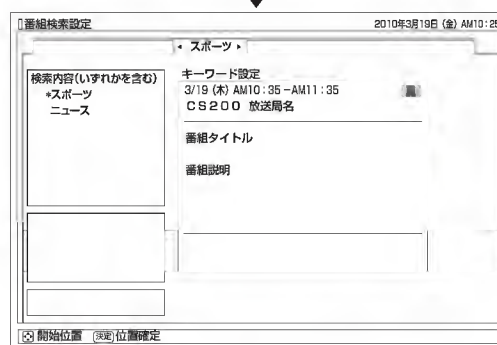 番組検索設定 2010年3月19日 (金) AM10:25
スポーツ
検索内容(いずれかを含む)
*スポーツ
ニュース
キーワード設定
3/19 (木) AM10:35-AM11:35
CS200 放送局名
番組タイトル
番組説明
開始位置 決定 位置確定